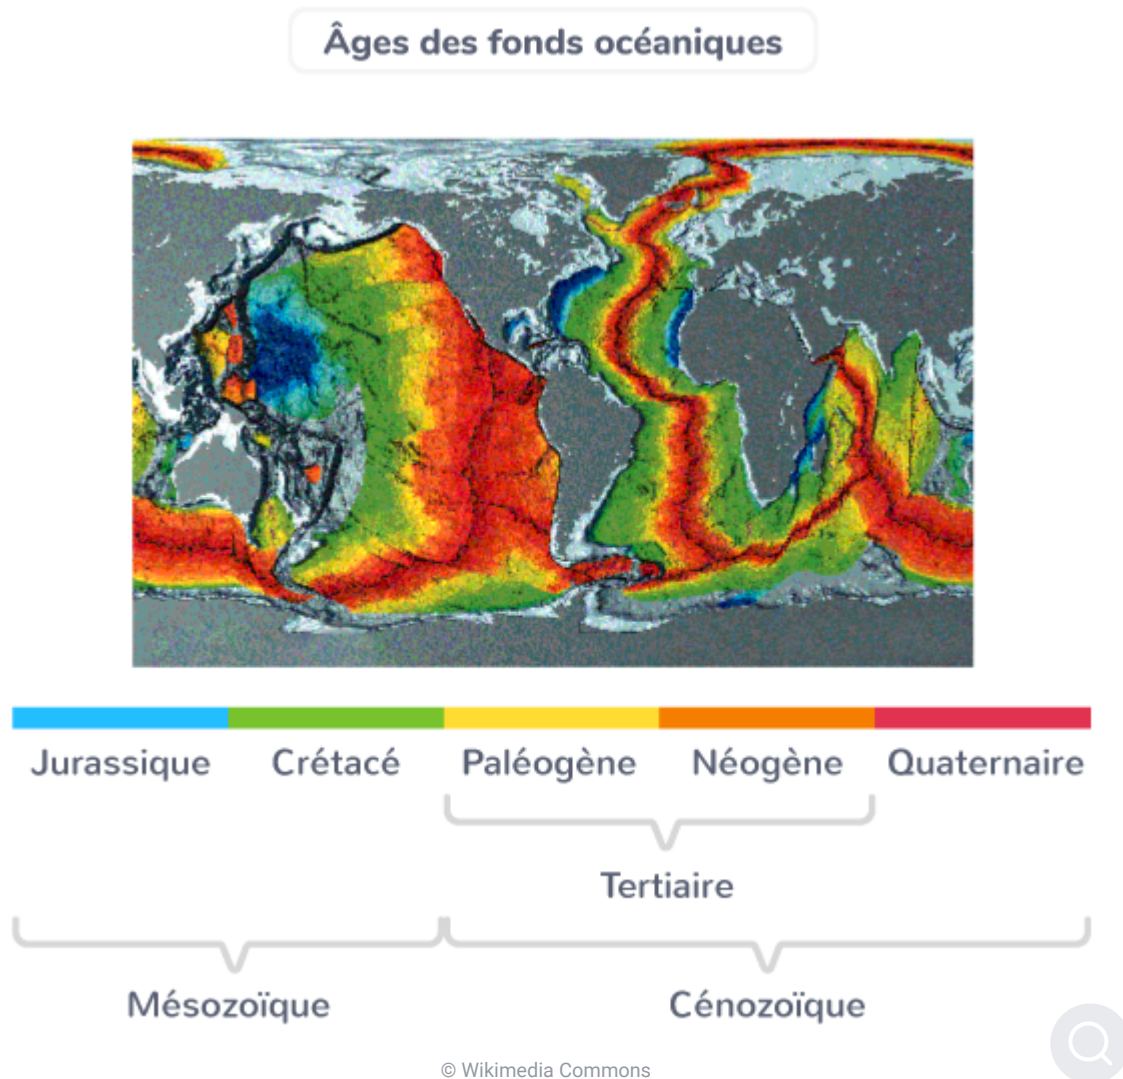 Âges des fonds océaniques
Jurassique Crétacé Paléogène Néogène Quaternaire
Tertiaire
Mésozoïque Cénozoïque
© Wikimedia Commons